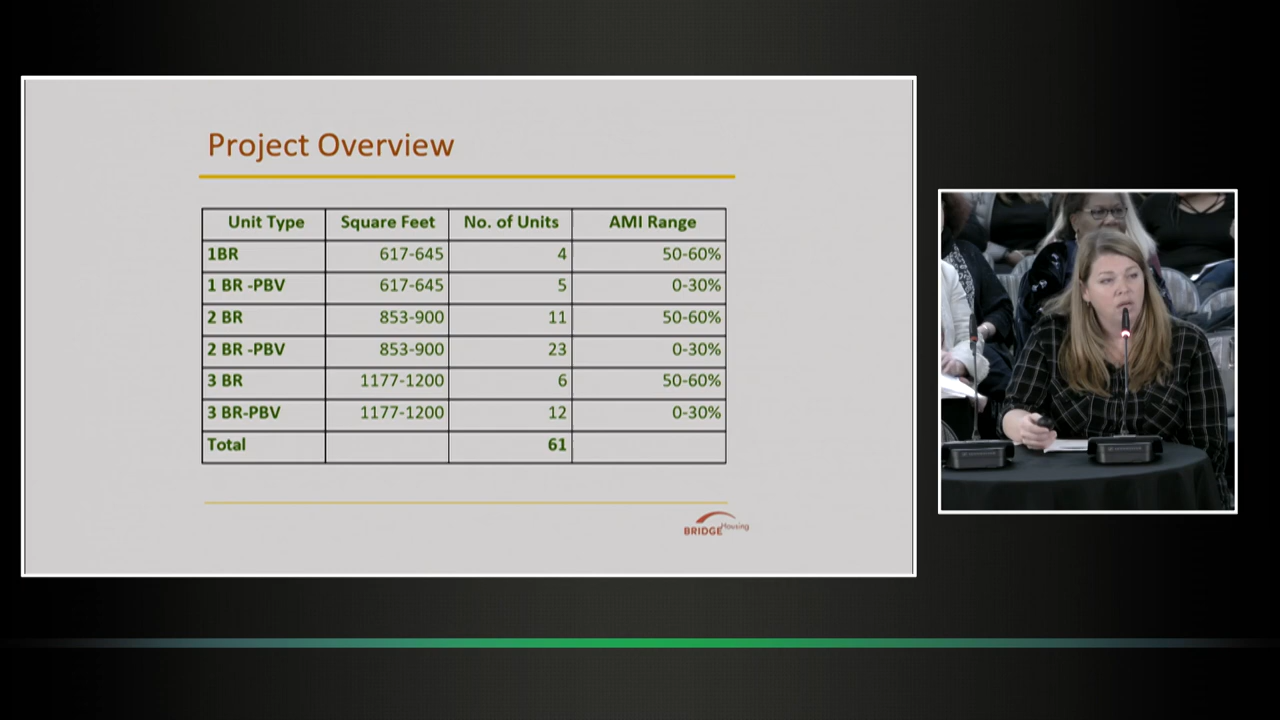 Project Overview
Unit Type Square Feet No. of Units AMI Range
1BR 617-645 4 50-60%
1 BR -PBV 617-645 5 0-30%
2 BR 853-900 11 50-60%
2 BR -PBV 853-900 23 0-30%
3 BR 1177-1200 6 50-60%
3 BR-PBV 1177-1200 12 0-30%
Total 61
BRIDGE Housing